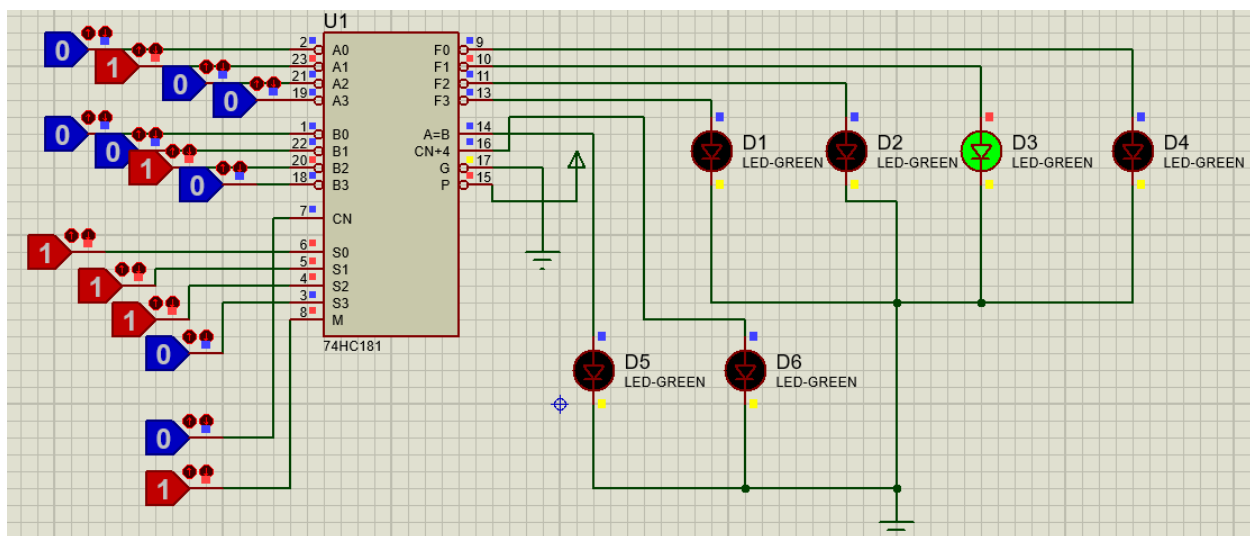 U1
0
1
0
0
0
0
1
0
1
1
1
0
0
1
2
23
21
19
1
22
20
18
7
6
5
4
3
8
A0
A1
A2
A3
B0
B1
B2
B3
CN
S0
S1
S2
S3
M
F0
F1
F2
F3
A=B
CN+4
G
P
9
10
11
13
14
16
17
15
74HC181
D1
LED-GREEN
D2
LED-GREEN
D3
LED-GREEN
D4
LED-GREEN
D5
LED-GREEN
D6
LED-GREEN